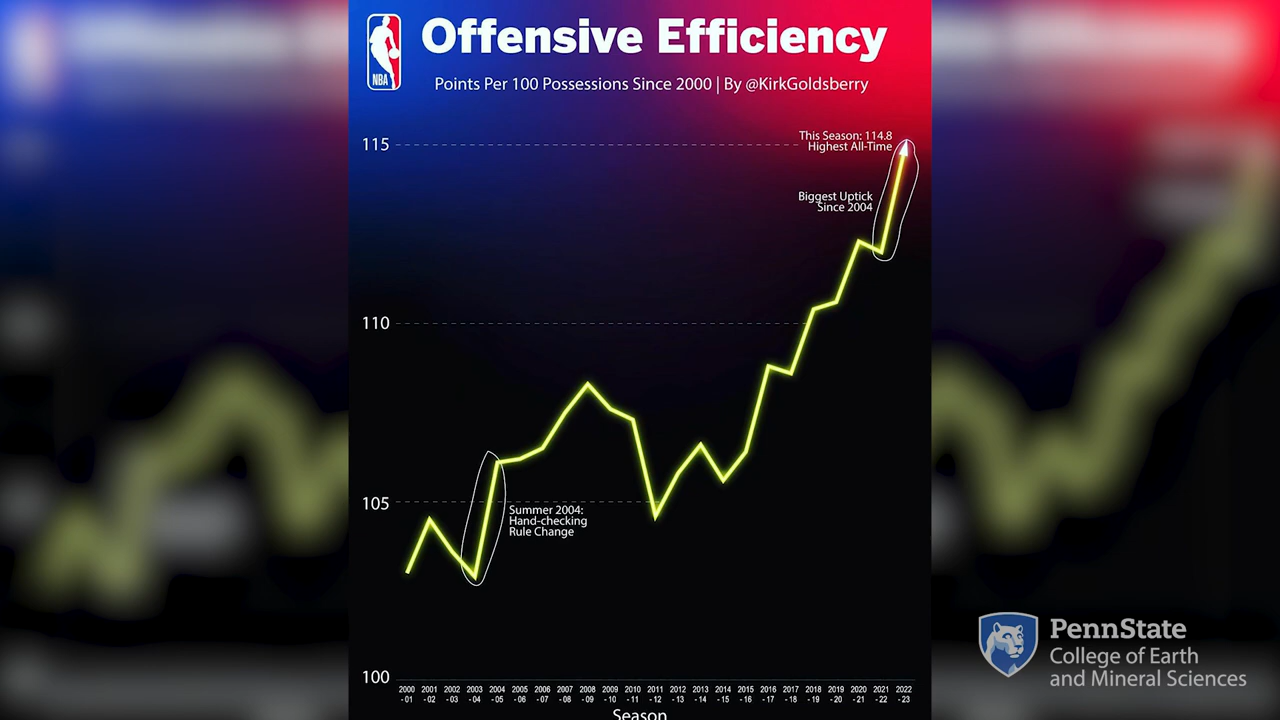 Offensive Efficiency
NBA
Points Per 100 Possessions Since 2000 | By @KirkGoldsberry
115
This Season: 114.8
Highest All-Time
Biggest Uptick
Since 2004
110
105
Summer 2004:
Hand-checking
Rule Change
100
2000 2001 2002 2003 2004 2005 2006 2007 2008 2009 2010 2011 2012 2013 2014 2015 2016 2017 2018 2019 2020 2021 2022
-01 -02 -03 -04 -05 -06 -07 -08 -09 -10 -11 -12 -13 -14 -15 -16 -17 -18 -19 -20 -21 -22 -23
Season
PennState
College of Earth
and Mineral Sciences